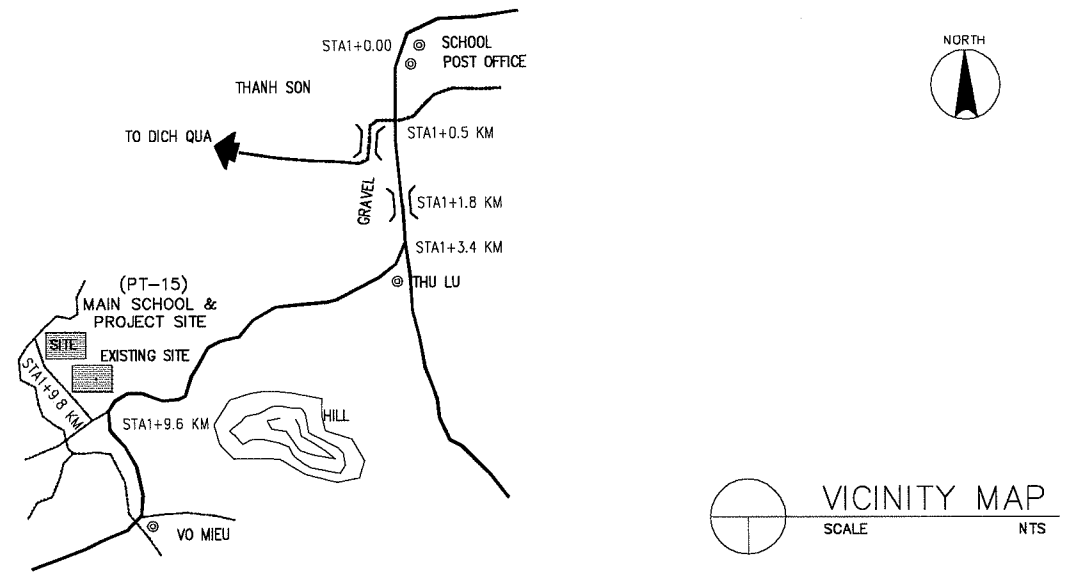 STA1+0.00
SCHOOL
POST OFFICE
NORTH
THANH SON
TO DICH QUA
STA1+0.5 KM
GRAVEL
STA1+1.8 KM
STA1+3.4 KM
THU LU
(PT-15)
MAIN SCHOOL &
PROJECT SITE
SITE
EXISTING SITE
STA1+9.8 KM
STA1+9.6 KM
HILL
VO MIEU
VICINITY MAP
SCALE NTS